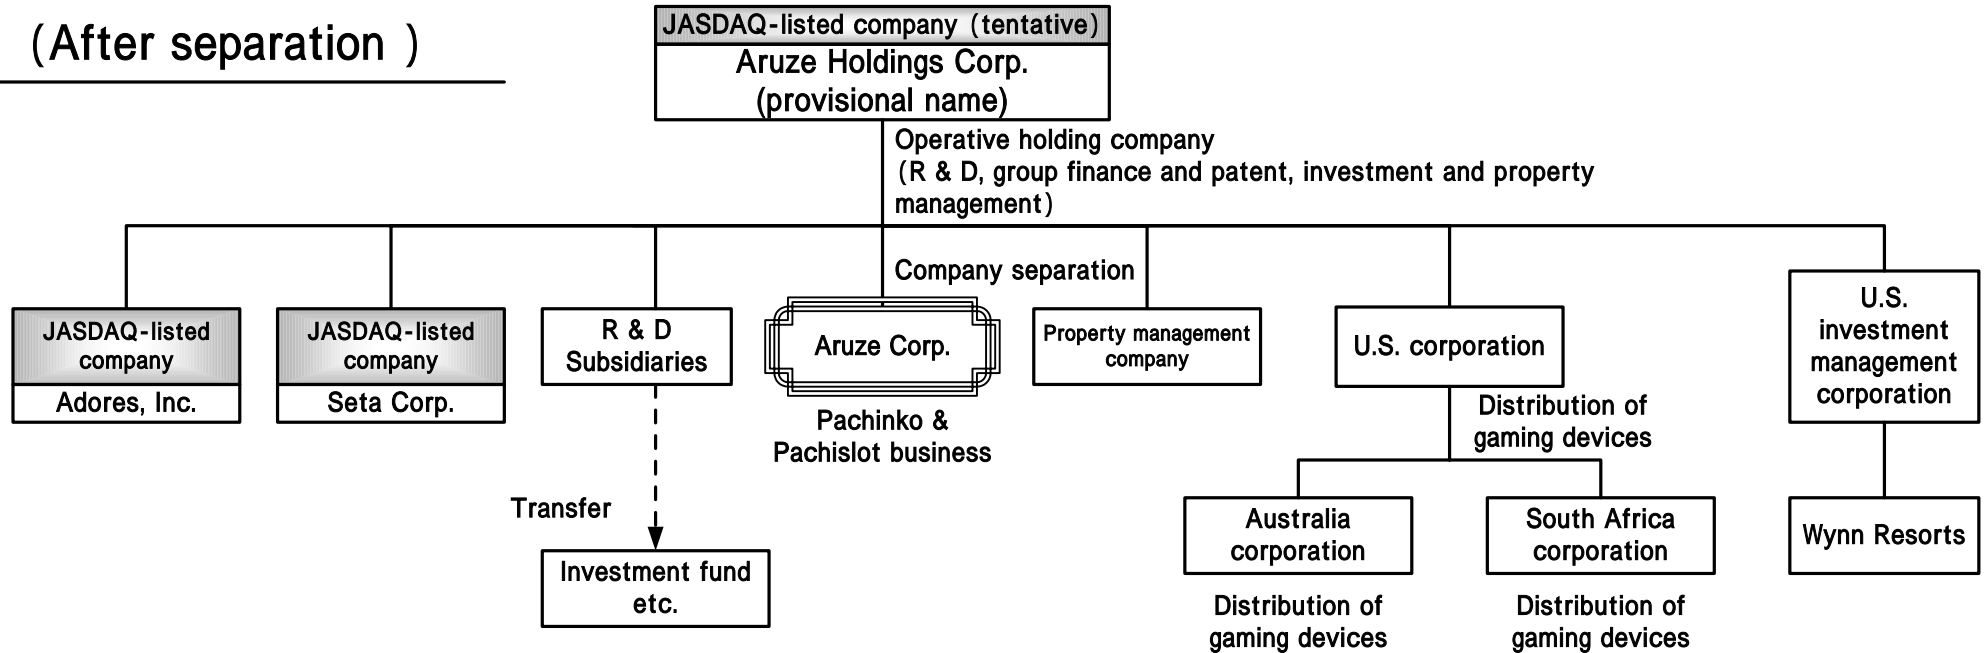 (After separation )
JASDAQ-listed company (tentative)
Aruze Holdings Corp.
(provisional name)
Operative holding company
(R & D, group finance and patent, investment and property
management)
Company separation
JASDAQ-listed
company
Adores, Inc.
JASDAQ-listed
company
Seta Corp.
R & D
Subsidiaries
Aruze Corp.
Pachinko &
Pachislot business
Property management
company
U.S. corporation
U.S.
investment
management
corporation
Distribution of
gaming devices
Transfer
Investment fund
etc.
Australia
corporation
Distribution of
gaming devices
South Africa
corporation
Distribution of
gaming devices
Wynn Resorts